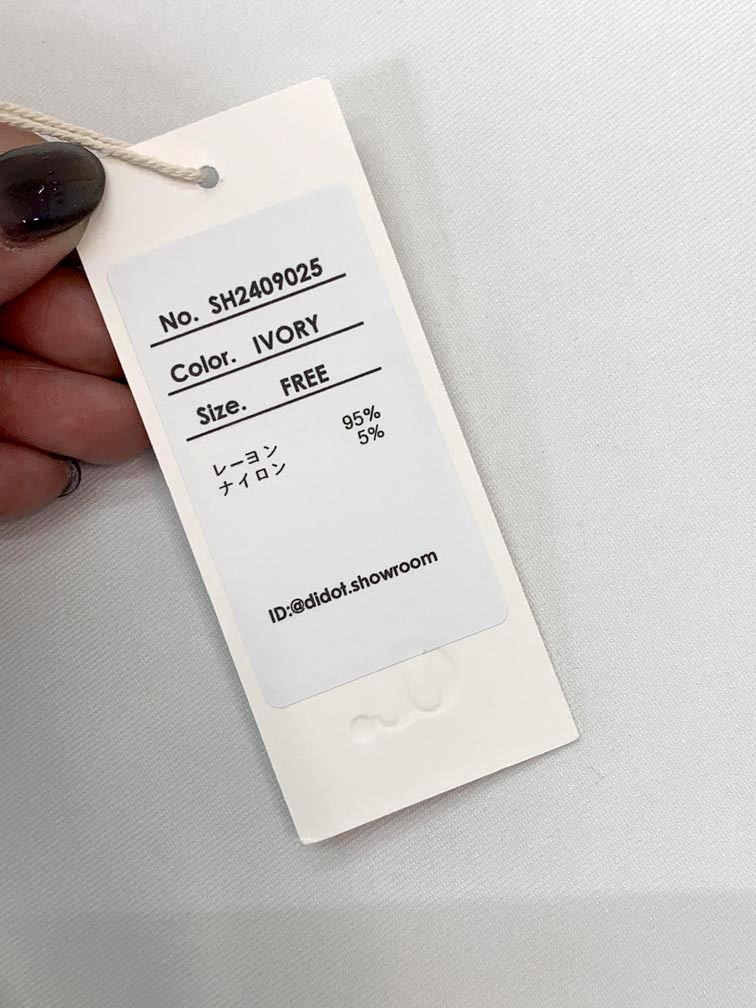 No. SH2409025
Color. IVORY
Size. FREE
レーヨン 95%
ナイロン 5%
ID:@didot.showroom